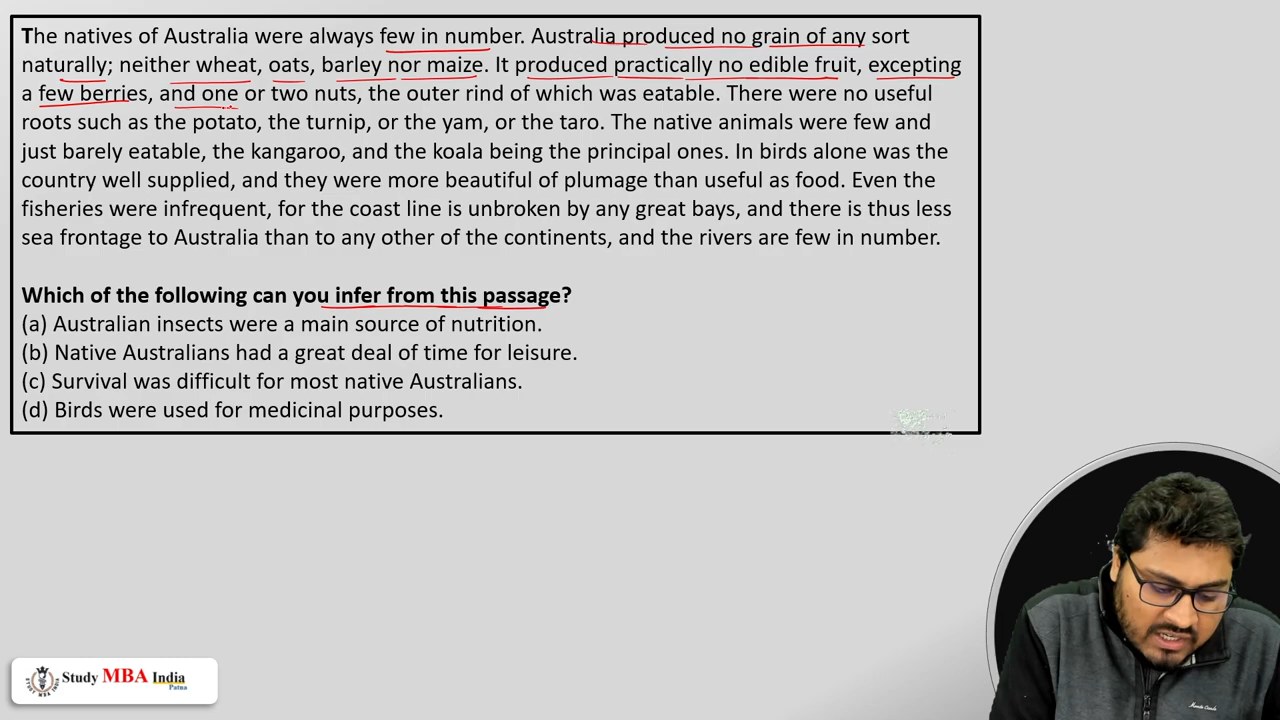 The natives of Australia were always few in number. Australia produced no grain of any sort
naturally; neither wheat, oats, barley nor maize. It produced practically no edible fruit, excepting
a few berries, and one or two nuts, the outer rind of which was eatable. There were no useful
roots such as the potato, the turnip, or the yam, or the taro. The native animals were few and
just barely eatable, the kangaroo, and the koala being the principal ones. In birds alone was the
country well supplied, and they were more beautiful of plumage than useful as food. Even the
fisheries were infrequent, for the coast line is unbroken by any great bays, and there is thus less
sea frontage to Australia than to any other of the continents, and the rivers are few in number.
Which of the following can you infer from this passage?
(a) Australian insects were a main source of nutrition.
(b) Native Australians had a great deal of time for leisure.
(c) Survival was difficult for most native Australians.
(d) Birds were used for medicinal purposes.
Study MBA India
Patna